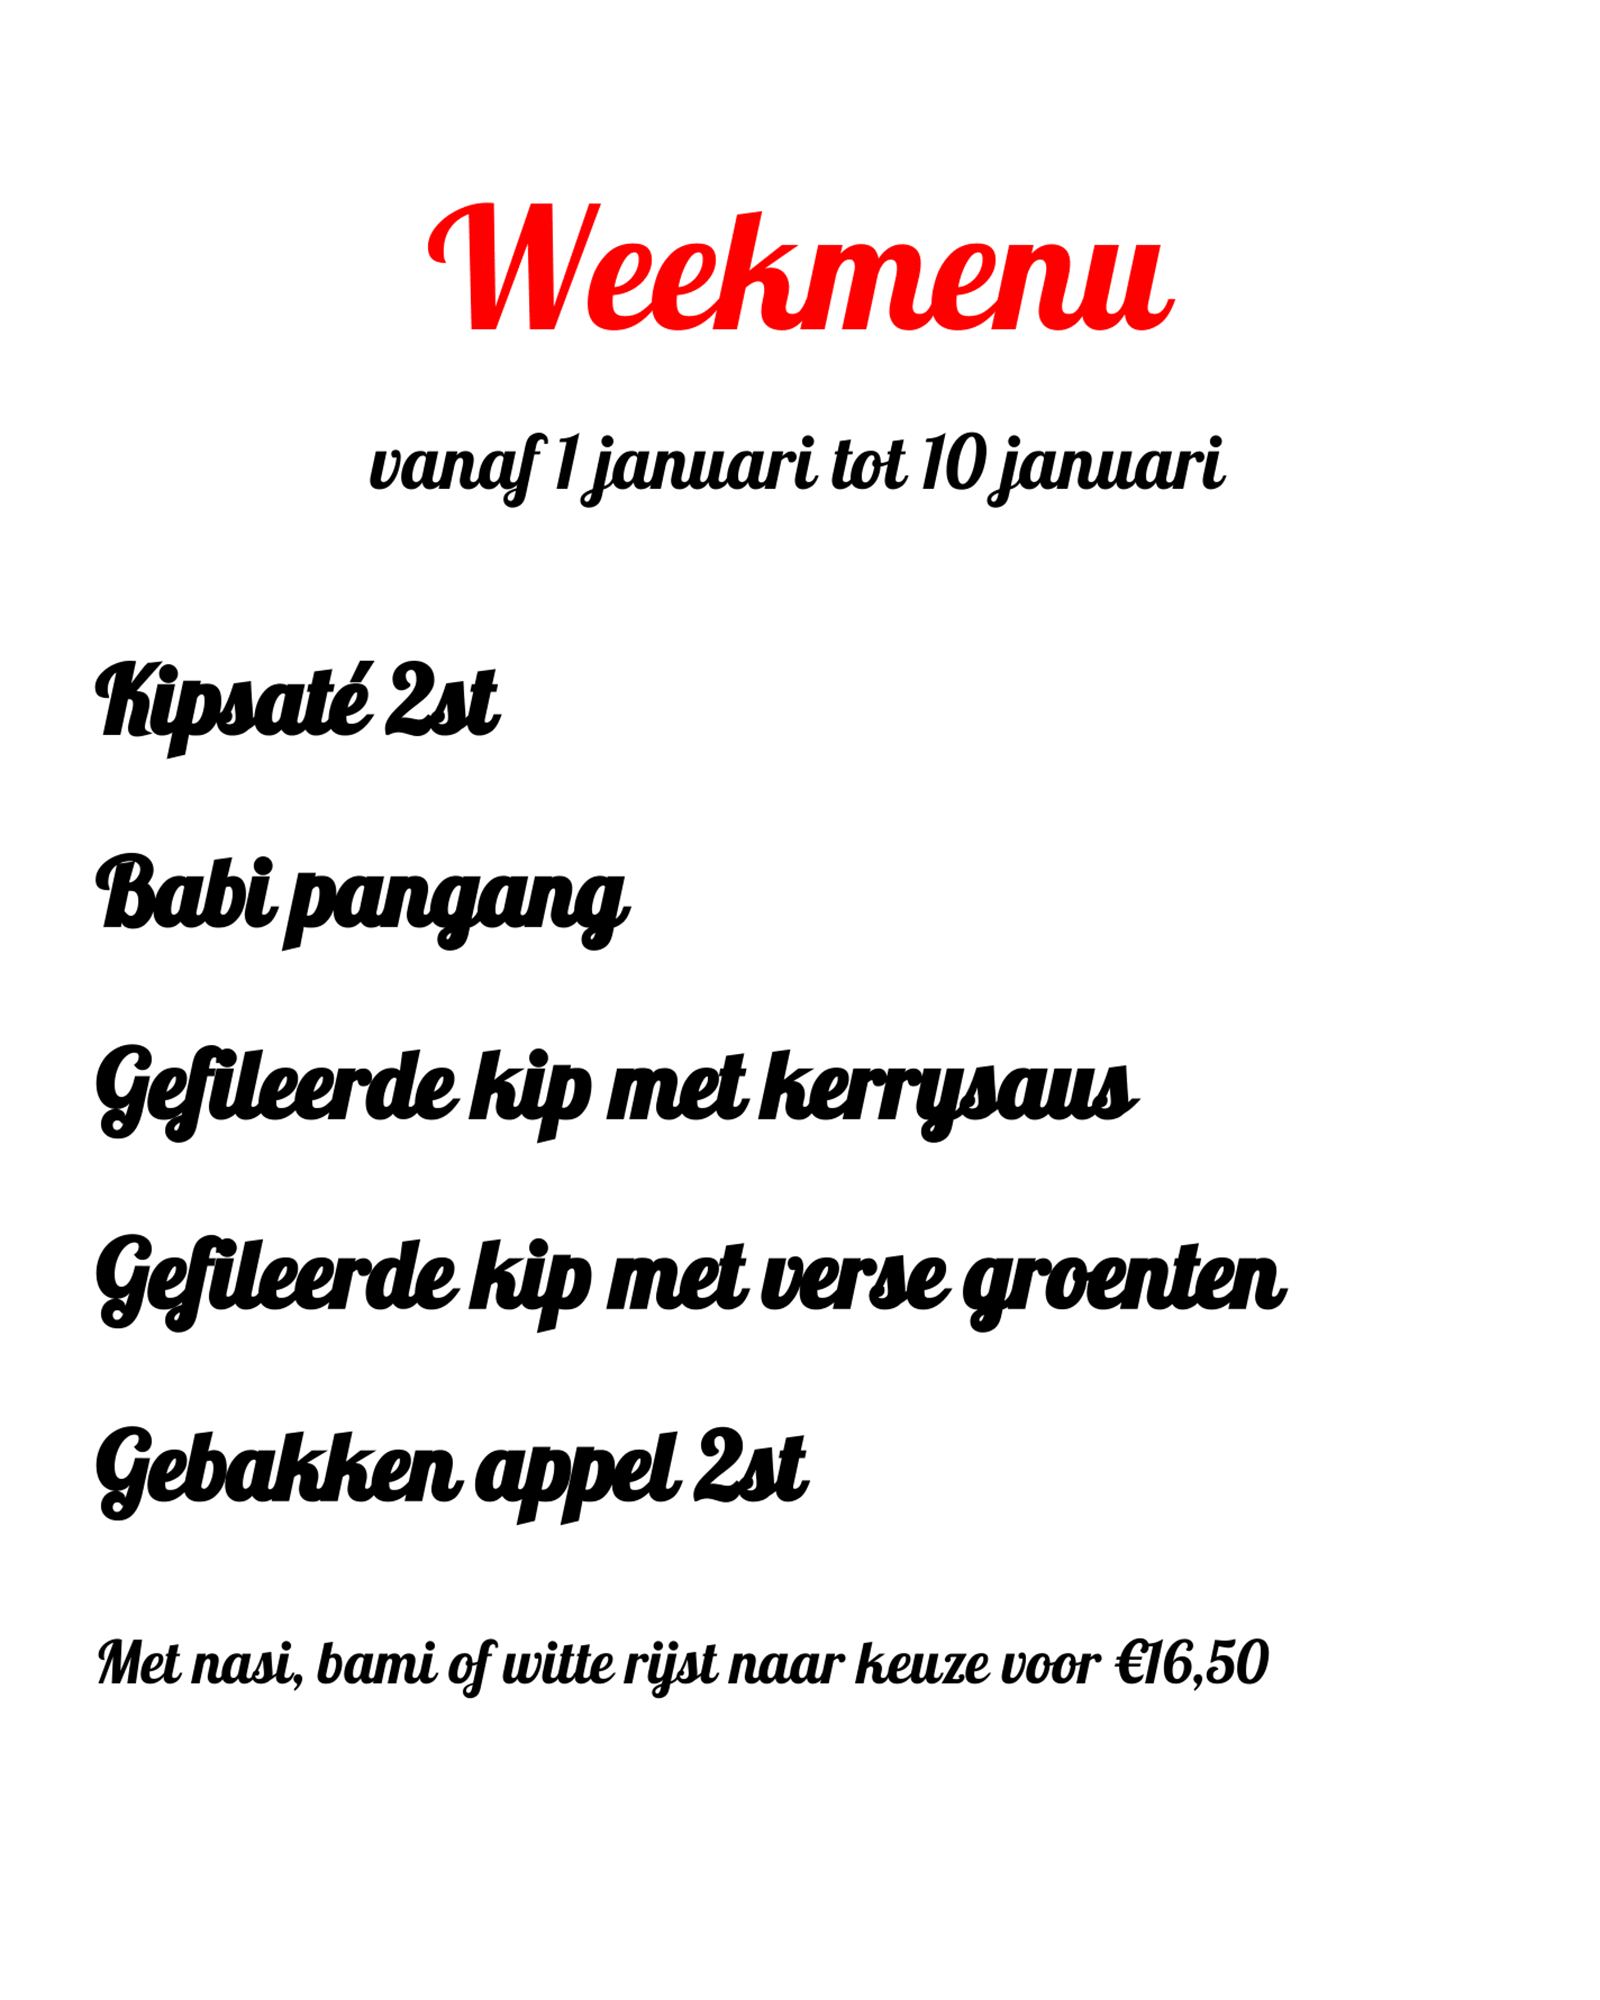 Weekmenu
vanaf 1 januari tot 10 januari
Kipsaté 2st
Babi pangang
Gefileerde kip met kerrysaus
Gefileerde kip met verse groenten
Gebakken appel 2st
Met nasi, bami of witte rijst naar keuze voor €16,50